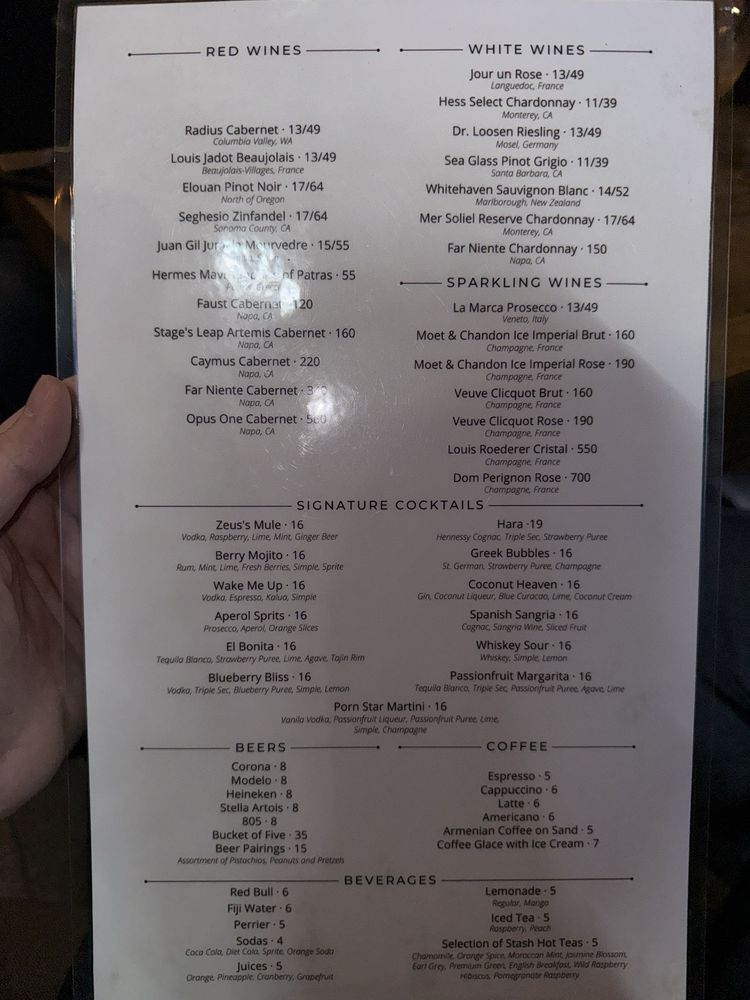 RED WINES
Radius Cabernet · 13/49
Columbia Valley, WA
Louis Jadot Beaujolais · 13/49
Beaujolais-Villages, France
Elouan Pinot Noir · 17/64
North of Oregon
Seghesio Zinfandel · 17/64
Sonoma County, CA
Juan Gil Mourvedre · 15/55
Hermes of Patras · 55
Faust Cabernet 120
Napa, CA
Stage's Leap Artemis Cabernet · 160
Napa, CA
Caymus Cabernet · 220
Napa, CA
Far Niente Cabernet ·
Napa, CA
Opus One Cabernet ·
Napa, CA
WHITE WINES
Jour un Rose · 13/49
Languedoc, France
Hess Select Chardonnay · 11/39
Monterey, CA
Dr. Loosen Riesling · 13/49
Mosel, Germany
Sea Glass Pinot Grigio · 11/39
Santa Barbara, CA
Whitehaven Sauvignon Blanc · 14/52
Marlborough, New Zealand
Mer Soliel Reserve Chardonnay · 17/64
Monterey, CA
Far Niente Chardonnay · 150
Napa, CA
SPARKLING WINES
La Marca Prosecco · 13/49
Veneto, Italy
Moet & Chandon Ice Imperial Brut · 160
Champagne, France
Moet & Chandon Ice Imperial Rose · 190
Champagne, France
Veuve Clicquot Brut · 160
Champagne, France
Veuve Clicquot Rose · 190
Champagne, France
Louis Roederer Cristal · 550
Champagne, France
Dom Perignon Rose · 700
Champagne, France
SIGNATURE COCKTAILS
Zeus's Mule · 16
Vodka, Raspberry, Lime, Mint, Ginger Beer
Berry Mojito · 16
Rum, Mint, Lime, Fresh Berries, Simple, Sprite
Wake Me Up · 16
Vodka, Espresso, Kalua, Simple
Aperol Sprits · 16
Prosecco, Aperol, Orange Slices
El Bonita · 16
Tequila Blanco, Strawberry Puree, Lime, Agave, Tajin Rim
Blueberry Bliss · 16
Vodka, Triple Sec, Blueberry Puree, Simple, Lemon
Hara ·19
Hennessy Cognac, Triple Sec, Strawberry Puree
Greek Bubbles · 16
St. German, Strawberry Puree, Champagne
Coconut Heaven · 16
Gin, Coconut Liqueur, Blue Curacao, Lime, Coconut Cream
Spanish Sangria · 16
Cognac, Sangria Wine, Sliced Fruit
Whiskey Sour · 16
Whiskey, Simple, Lemon
Passionfruit Margarita · 16
Tequila Blanco, Triple Sec, Passionfruit Puree, Agave, Lime
Porn Star Martini · 16
Vanila Vodka, Passionfruit Liqueur, Passionfruit Puree, Lime,
Simple, Champagne
BEERS
Corona · 8
Modelo · 8
Heineken · 8
Stella Artois · 8
805 · 8
Bucket of Five · 35
Beer Pairings · 15
Assortment of Pistachios, Peanuts and Pretzels
COFFEE
Espresso · 5
Cappuccino · 6
Latte · 6
Americano · 6
Armenian Coffee on Sand · 5
Coffee Glace with Ice Cream · 7
BEVERAGES
Red Bull · 6
Fiji Water · 6
Perrier · 5
Sodas · 4
Coca Cola, Diet Cola, Sprite, Orange Soda
Juices · 5
Orange, Pineapple, Cranberry, Grapefruit
Lemonade · 5
Regular, Mango
Iced Tea · 5
Raspberry, Peach
Selection of Stash Hot Teas · 5
Chamomile, Orange Spice, Moroccan Mint, Jasmine Blossom,
Earl Grey, Premium Green, English Breakfast, Wild Raspberry
Hibiscus, Pomegranate Raspberry